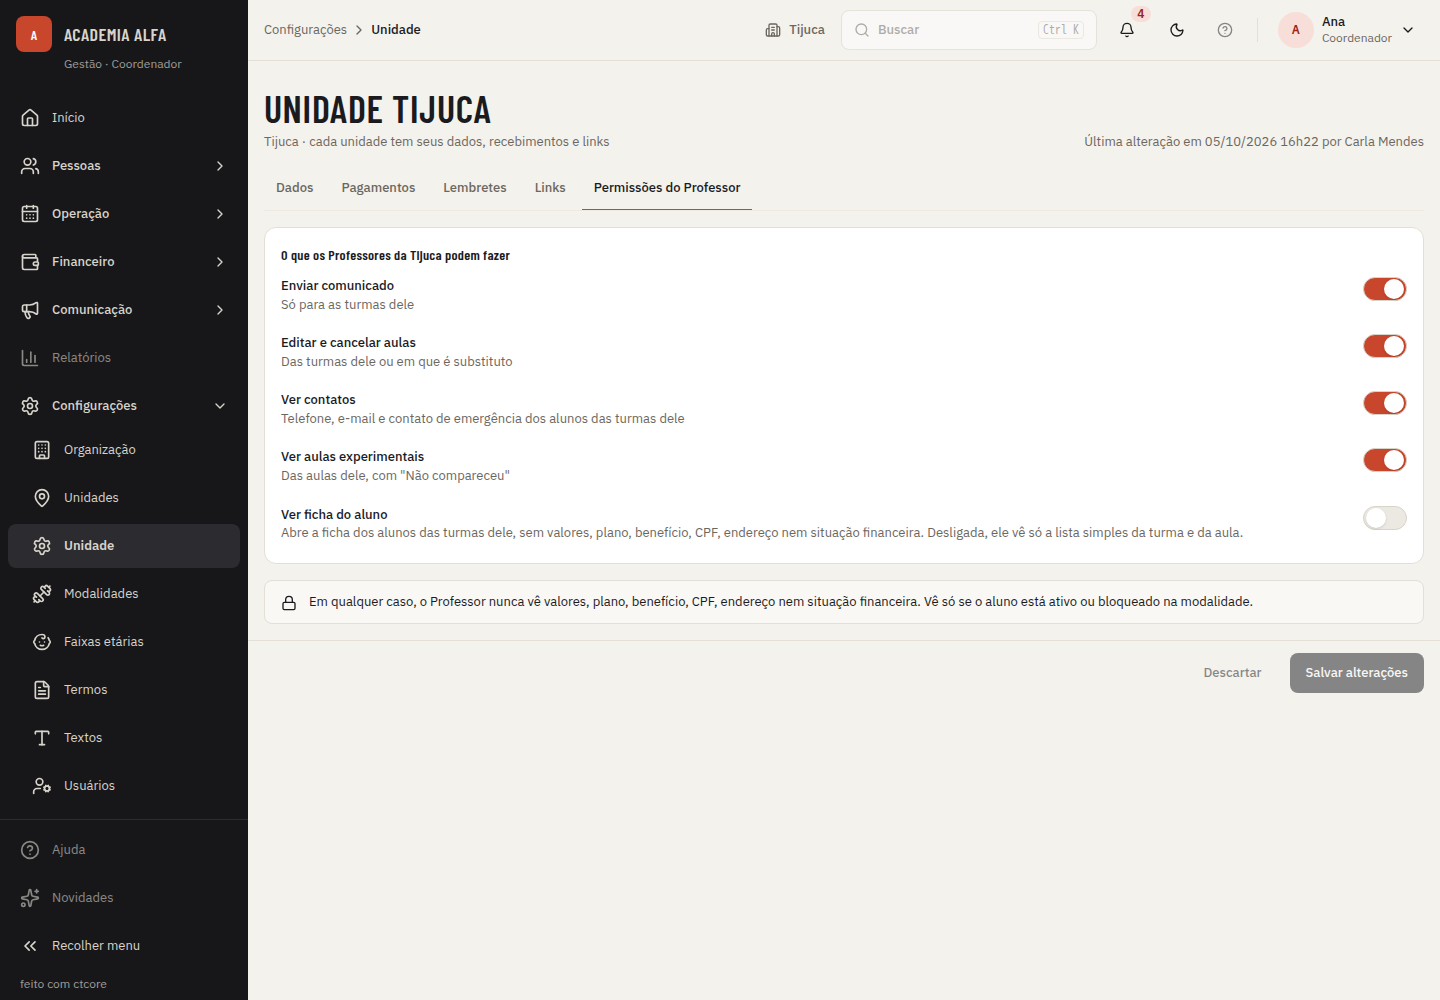 A
ACADEMIA ALFA
Gestão · Coordenador
Início
Pessoas
Operação
Financeiro
Comunicação
Relatórios
Configurações
Organização
Unidades
Unidade
Modalidades
Faixas etárias
Termos
Textos
Usuários
Ajuda
Novidades
Recolher menu
feito com ctcore
Configurações > Unidade
Tijuca
Buscar
Ctrl K
4
A
Ana
Coordenador
UNIDADE TIJUCA
Tijuca · cada unidade tem seus dados, recebimentos e links
Última alteração em 05/10/2026 16h22 por Carla Mendes
Dados
Pagamentos
Lembretes
Links
Permissões do Professor
O que os Professores da Tijuca podem fazer
Enviar comunicado
Só para as turmas dele
Editar e cancelar aulas
Das turmas dele ou em que é substituto
Ver contatos
Telefone, e-mail e contato de emergência dos alunos das turmas dele
Ver aulas experimentais
Das aulas dele, com "Não compareceu"
Ver ficha do aluno
Abre a ficha dos alunos das turmas dele, sem valores, plano, benefício, CPF, endereço nem situação financeira. Desligada, ele vê só a lista simples da turma e da aula.
Em qualquer caso, o Professor nunca vê valores, plano, benefício, CPF, endereço nem situação financeira. Vê só se o aluno está ativo ou bloqueado na modalidade.
Descartar
Salvar alterações